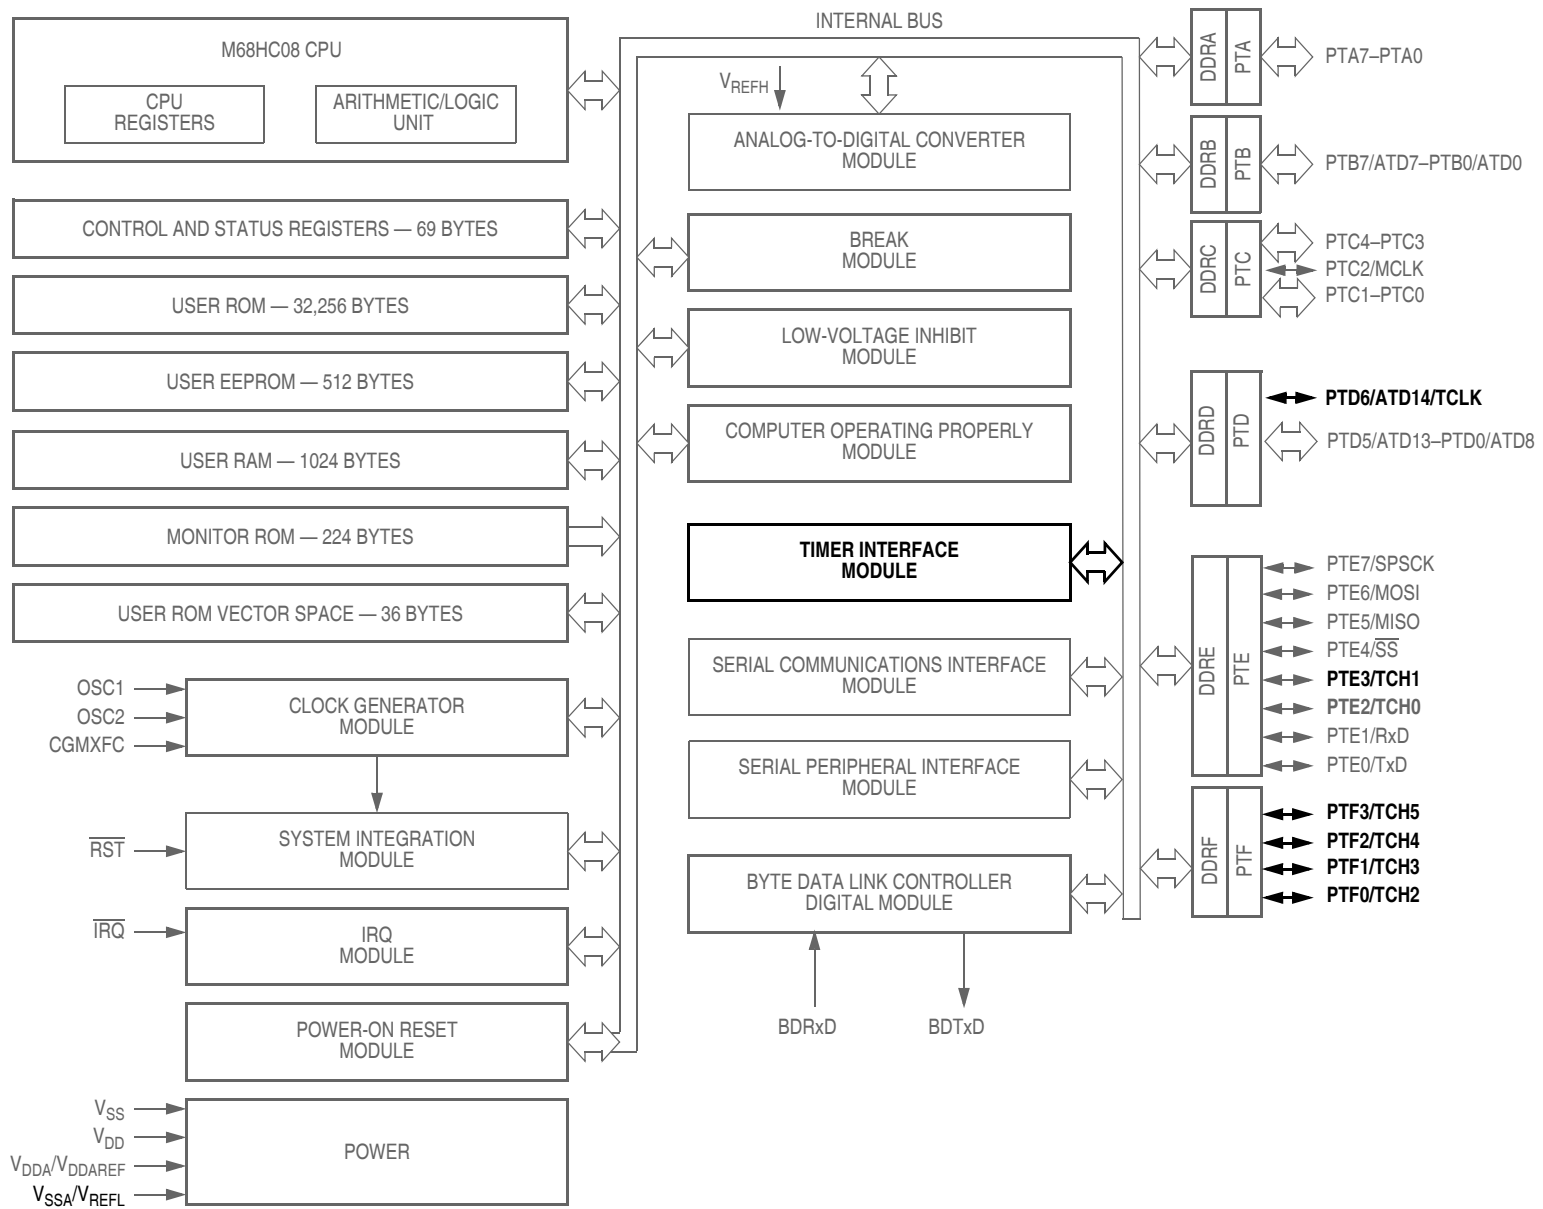 INTERNAL BUS
M68HC08 CPU
CPU
REGISTERS
ARITHMETIC/LOGIC
UNIT
CONTROL AND STATUS REGISTERS — 69 BYTES
USER ROM — 32,256 BYTES
USER EEPROM — 512 BYTES
USER RAM — 1024 BYTES
MONITOR ROM — 224 BYTES
USER ROM VECTOR SPACE — 36 BYTES
OSC1
OSC2
CGMXFC
CLOCK GENERATOR
MODULE
RST
SYSTEM INTEGRATION
MODULE
IRQ
IRQ
MODULE
POWER-ON RESET
MODULE
VSS
VDD
VDDA/VDDAREF
VSSA/VREFL
POWER
VREFH
ANALOG-TO-DIGITAL CONVERTER
MODULE
BREAK
MODULE
LOW-VOLTAGE INHIBIT
MODULE
COMPUTER OPERATING PROPERLY
MODULE
TIMER INTERFACE
MODULE
SERIAL COMMUNICATIONS INTERFACE
MODULE
SERIAL PERIPHERAL INTERFACE
MODULE
BYTE DATA LINK CONTROLLER
DIGITAL MODULE
BDRxD
BDTxD
DDRA
PTA
PTA7–PTA0
DDRB
PTB
PTB7/ATD7–PTB0/ATD0
DDRC
PTC
PTC4–PTC3
PTC2/MCLK
PTC1–PTC0
DDRD
PTD
PTD6/ATD14/TCLK
PTD5/ATD13–PTD0/ATD8
DDRE
PTE
PTE7/SPSCK
PTE6/MOSI
PTE5/MISO
PTE4/SS
PTE3/TCH1
PTE2/TCH0
PTE1/RxD
PTE0/TxD
DDRF
PTF
PTF3/TCH5
PTF2/TCH4
PTF1/TCH3
PTF0/TCH2